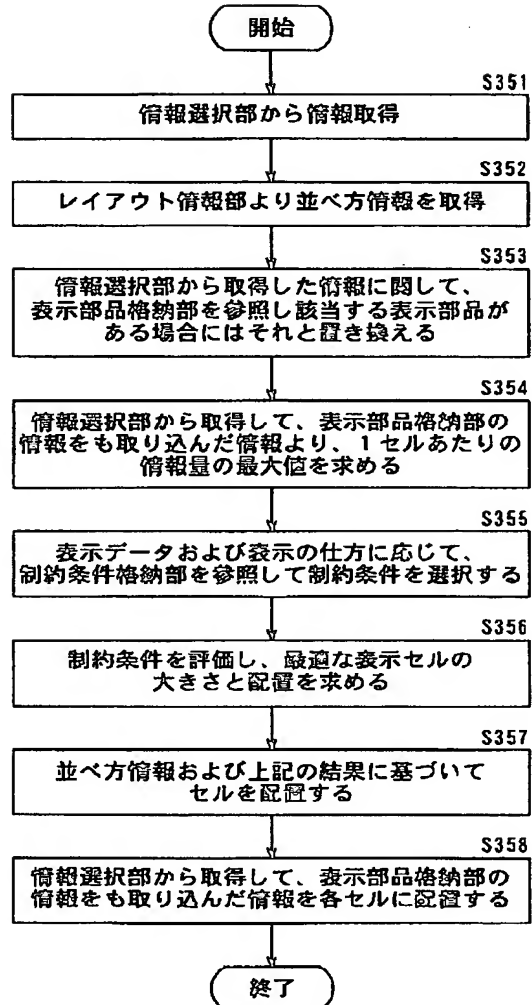 開始
S351
情報選択部から情報取得
S352
レイアウト情報部より並べ方情報を取得
S353
情報選択部から取得した情報に関して、
表示部品格納部を参照し該当する表示部品が
ある場合にはそれと置き換える
S354
情報選択部から取得して、表示部品格納部の
情報をも取り込んだ情報より、1セルあたりの
情報量の最大値を求める
S355
表示データおよび表示の仕方に応じて、
制約条件格納部を参照して制約条件を選択する
S356
制約条件を評価し、最適な表示セルの
大きさと配置を求める
S357
並べ方情報および上記の結果に基づいて
セルを配置する
S358
情報選択部から取得して、表示部品格納部の
情報をも取り込んだ情報を各セルに配置する
終了